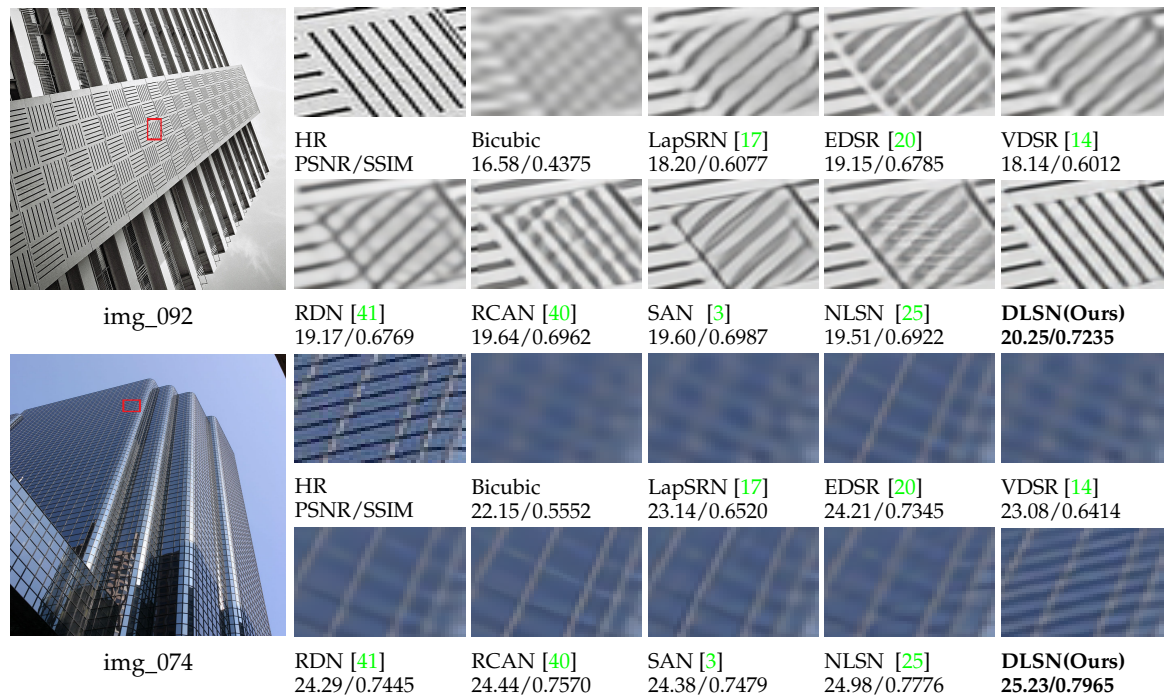 HR
PSNR/SSIM
Bicubic
16.58/0.4375
LapSRN [17]
18.20/0.6077
EDSR [20]
19.15/0.6785
VDSR [14]
18.14/0.6012
img_092
RDN [41]
19.17/0.6769
RCAN [40]
19.64/0.6962
SAN [3]
19.60/0.6987
NLSN [25]
19.51/0.6922
DLSN(Ours)
20.25/0.7235
HR
PSNR/SSIM
Bicubic
22.15/0.5552
LapSRN [17]
23.14/0.6520
EDSR [20]
24.21/0.7345
VDSR [14]
23.08/0.6414
img_074
RDN [41]
24.29/0.7445
RCAN [40]
24.44/0.7570
SAN [3]
24.38/0.7479
NLSN [25]
24.98/0.7776
DLSN(Ours)
25.23/0.7965